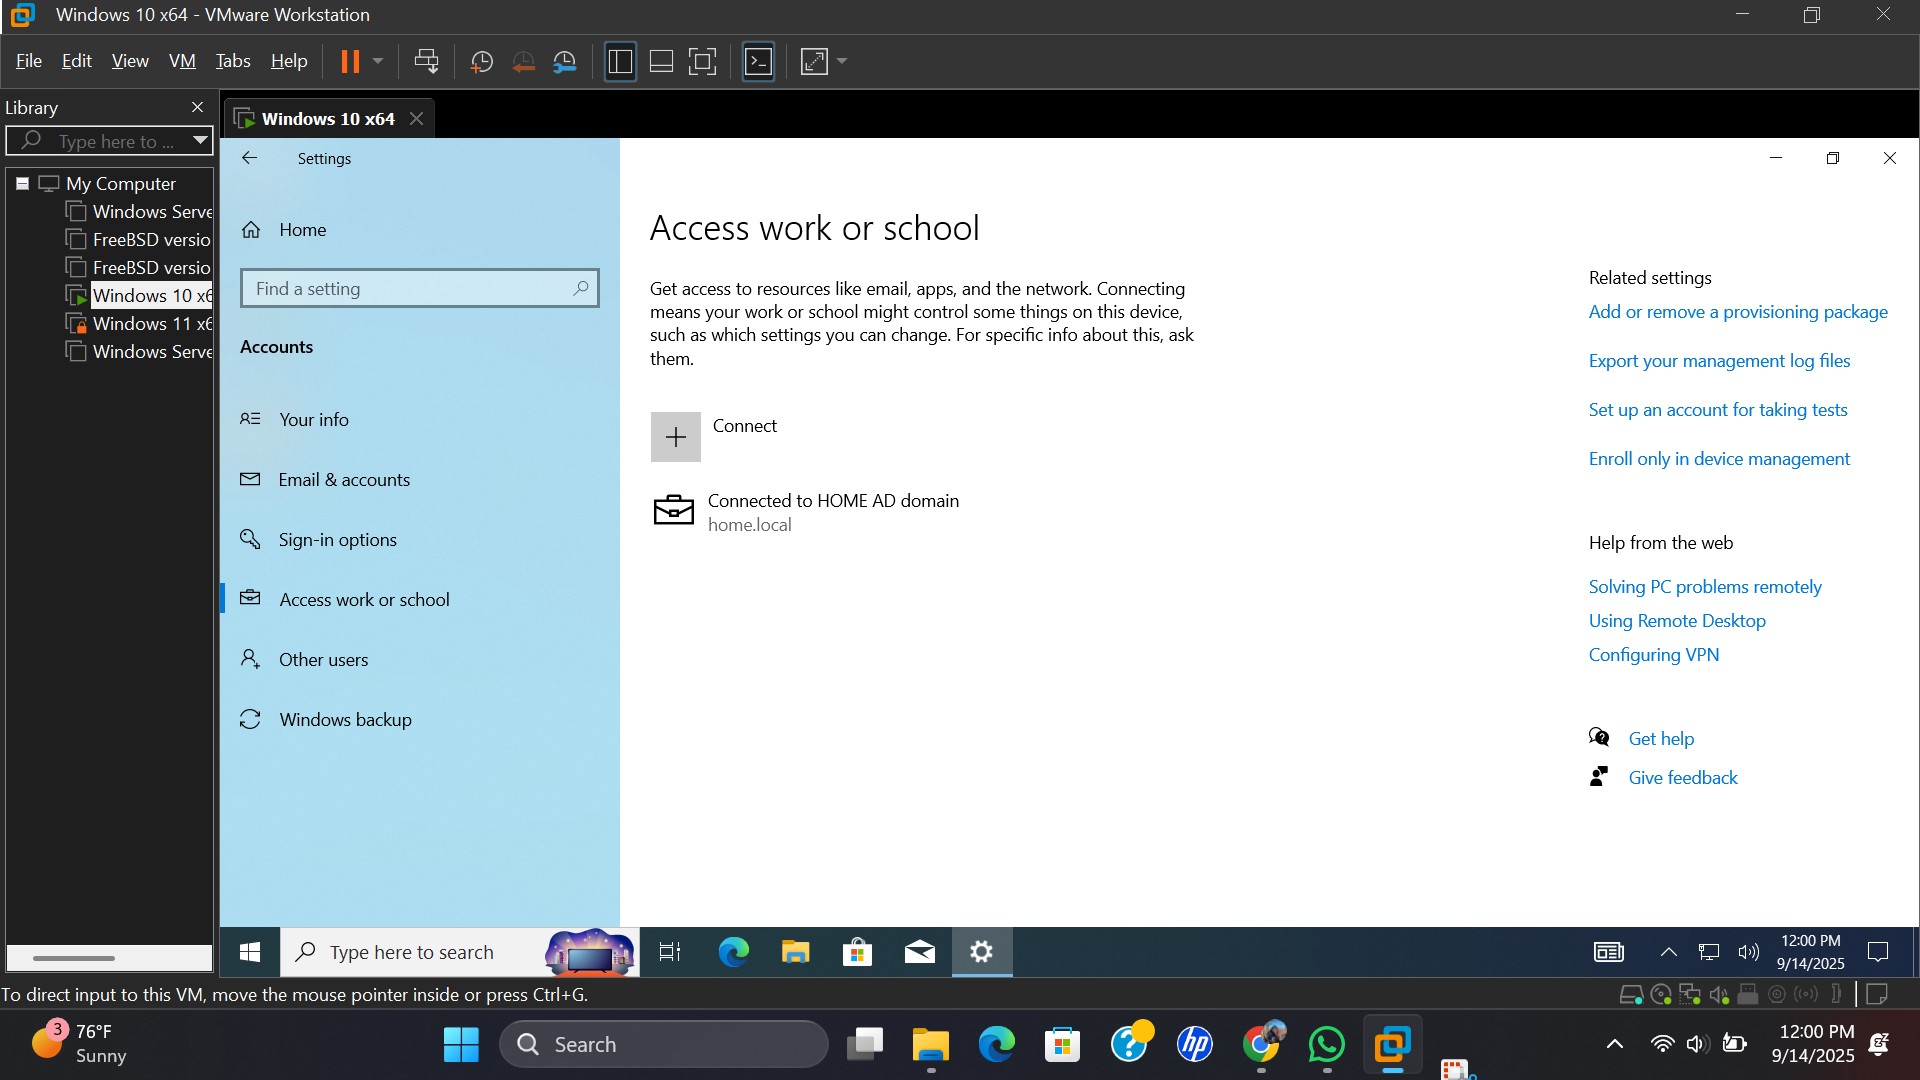 Windows 10 x64 - VMware Workstation
File Edit View VM Tabs Help
Library
Type here to ...
My Computer
Windows Serve
FreeBSD versio
FreeBSD versio
Windows 10 x6
Windows 11 x6
Windows Serve
Windows 10 x64
Settings
Home
Find a setting
Accounts
Your info
Email & accounts
Sign-in options
Access work or school
Other users
Windows backup
Access work or school
Get access to resources like email, apps, and the network. Connecting
means your work or school might control some things on this device,
such as which settings you can change. For specific info about this, ask
them.
Connect
Connected to HOME AD domain
home.local
Related settings
Add or remove a provisioning package
Export your management log files
Set up an account for taking tests
Enroll only in device management
Help from the web
Solving PC problems remotely
Using Remote Desktop
Configuring VPN
Get help
Give feedback
Type here to search
12:00 PM
9/14/2025
To direct input to this VM, move the mouse pointer inside or press Ctrl+G.
3
76°F
Sunny
Search
hp
12:00 PM
9/14/2025